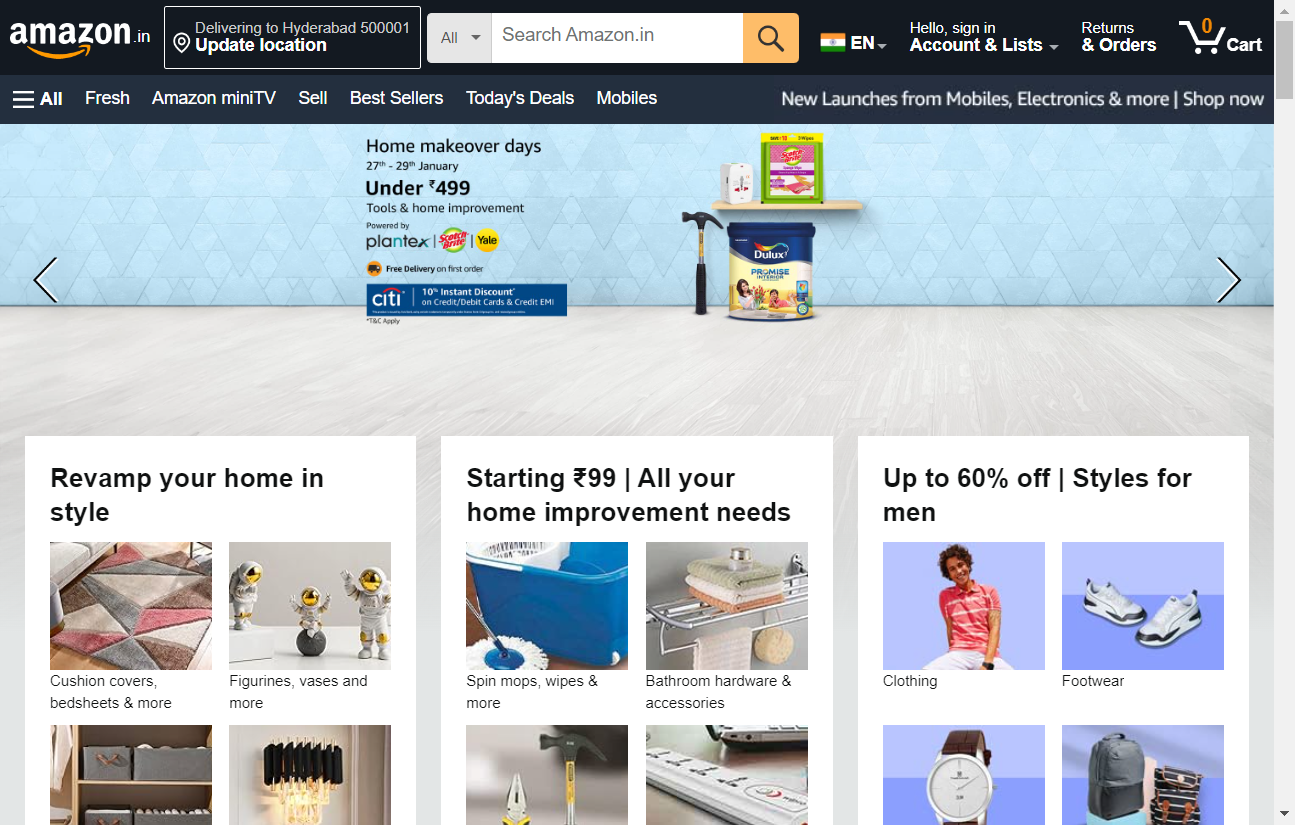 amazon.in
Delivering to Hyderabad 500001
Update location
All
Search Amazon.in
EN
Hello, sign in
Account & Lists
Returns
& Orders
0
Cart
All
Fresh
Amazon miniTV
Sell
Best Sellers
Today's Deals
Mobiles
New Launches from Mobiles, Electronics & more | Shop now
Home makeover days
27th - 29th January
Under ₹499
Tools & home improvement
Powered by
plantex | Scotch Brite | Yale
Free Delivery on first order
citi
10% Instant Discount*
on Credit/Debit Cards & Credit EMI
*T&C Apply
Scotch Brite
Dulux
PROMISE
INTERIOR
Revamp your home in
style
Cushion covers,
bedsheets & more
Figurines, vases and
more
Starting ₹99 | All your
home improvement needs
Spin mops, wipes &
more
Bathroom hardware &
accessories
wipro
Up to 60% off | Styles for
men
Clothing
Footwear